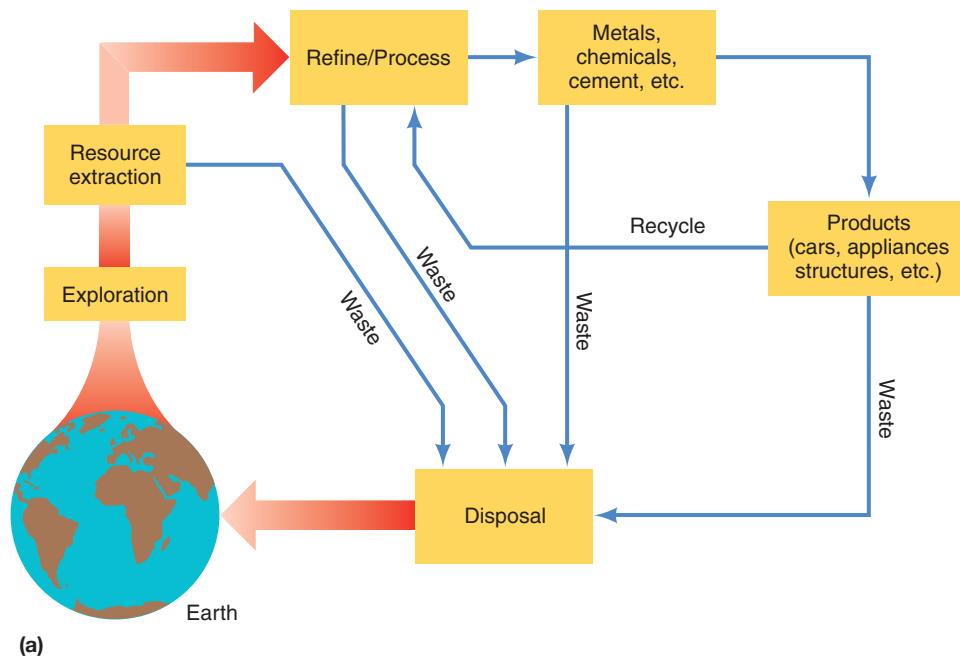 Refine/Process
Metals,
chemicals,
cement, etc.
Resource
extraction
Recycle
Products
(cars, appliances
structures, etc.)
Exploration
Waste
Waste
Waste
Waste
Disposal
Earth
(a)